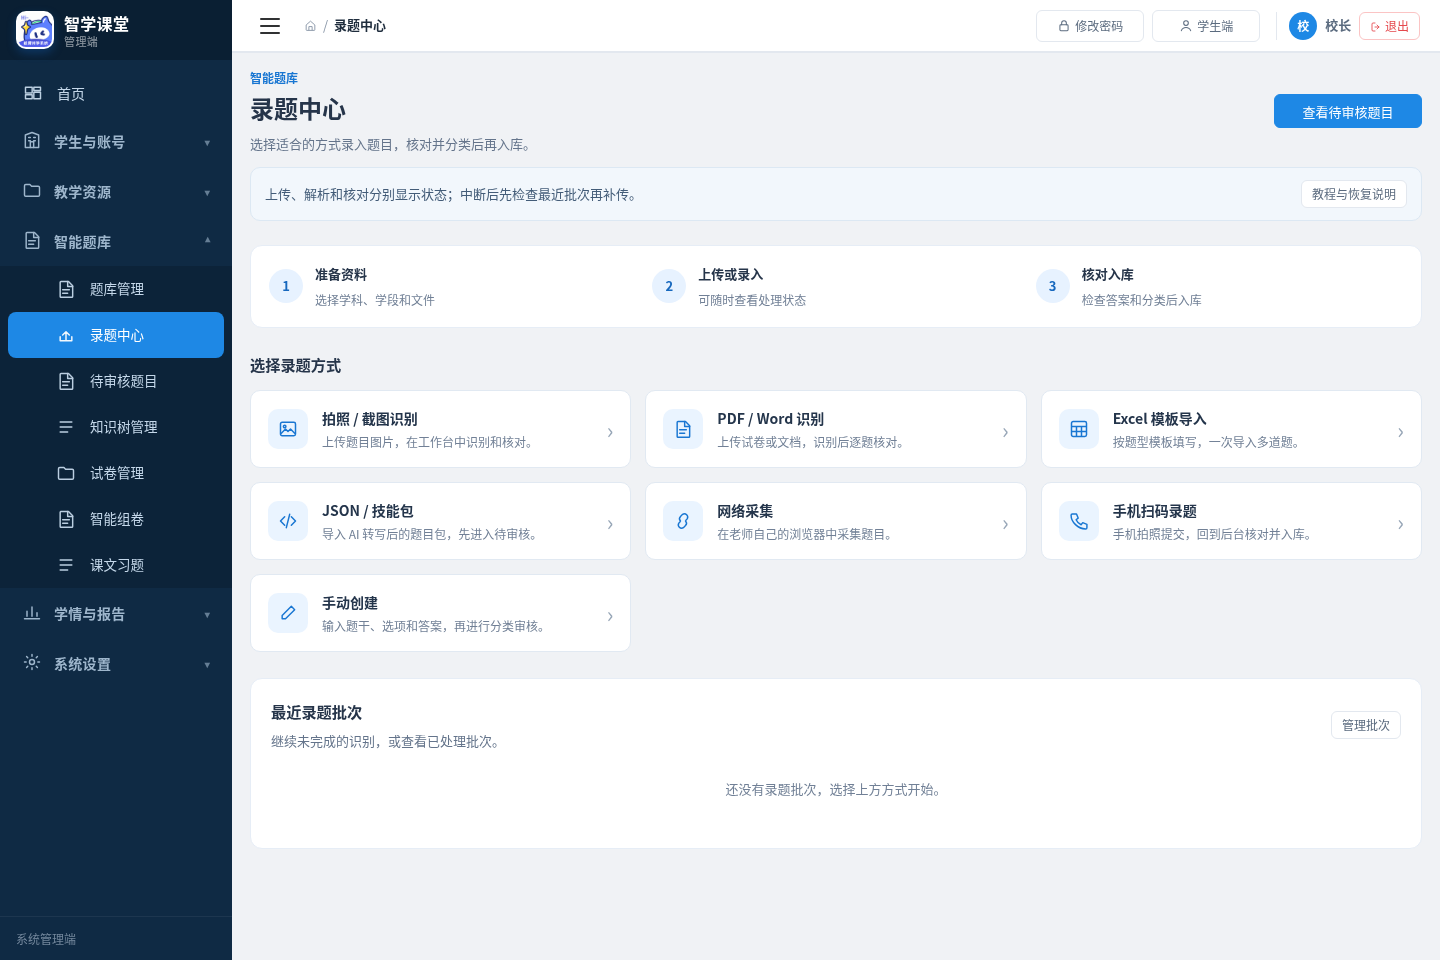 智学课堂
管理端
首页
学生与账号
教学资源
智能题库
题库管理
录题中心
待审核题目
知识树管理
试卷管理
智能组卷
课文习题
学情与报告
系统设置
系统管理端
/ 录题中心
修改密码
学生端
校 校长
退出
智能题库
录题中心
选择适合的方式录入题目，核对并分类后再入库。
查看待审核题目
上传、解析和核对分别显示状态；中断后先检查最近批次再补传。
教程与恢复说明
1
准备资料
选择学科、学段和文件
2
上传或录入
可随时查看处理状态
3
核对入库
检查答案和分类后入库
选择录题方式
拍照 / 截图识别
上传题目图片，在工作台中识别和核对。
PDF / Word 识别
上传试卷或文档，识别后逐题核对。
Excel 模板导入
按题型模板填写，一次导入多道题。
JSON / 技能包
导入 AI 转写后的题目包，先进入待审核。
网络采集
在老师自己的浏览器中采集题目。
手机扫码录题
手机拍照提交，回到后台核对并入库。
手动创建
输入题干、选项和答案，再进行分类审核。
最近录题批次
继续未完成的识别，或查看已处理批次。
管理批次
还没有录题批次，选择上方方式开始。